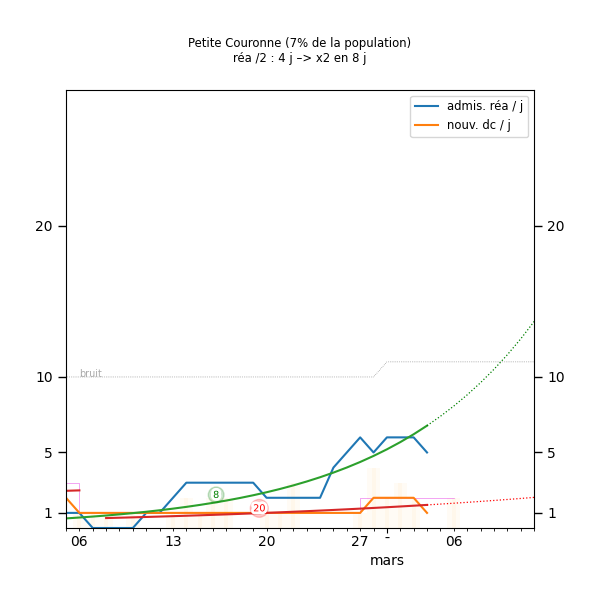 Petite Couronne (7% de la population)
réa /2 : 4 j –> x2 en 8 j
admis. réa / j
nouv. dc / j
20
20
bruit
10
10
5
5
8
20
1
1
06
13
20
27
-
06
mars